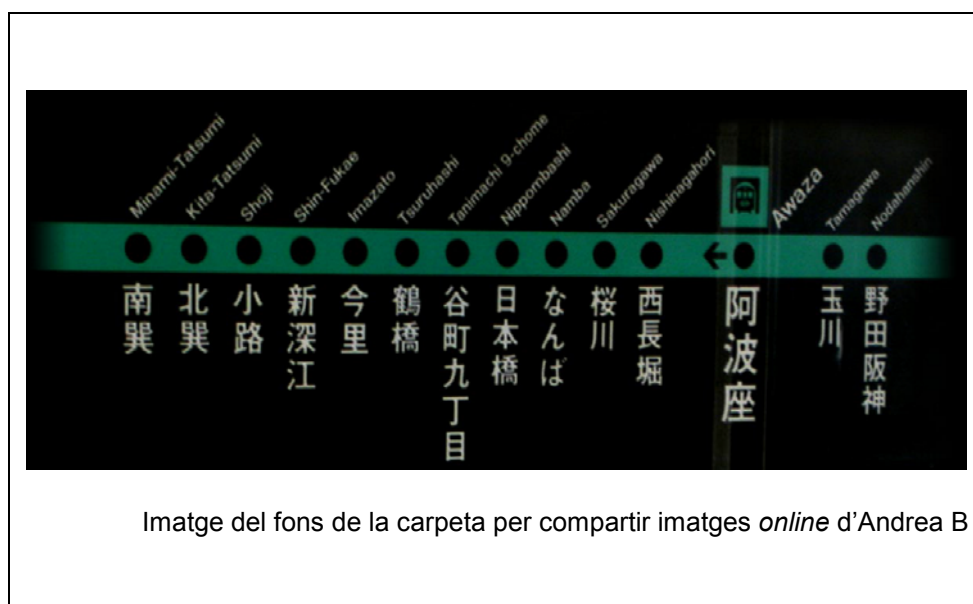 Minami-Tatsumi
Kita-Tatsumi
Shoji
Shin-Fukae
Imazato
Tsuruhashi
Tanimachi 9-chome
Nippombashi
Namba
Sakuragawa
Nishinagahori
Awaza
Tamagawa
Nodahanshin
南巽
北巽
小路
新深江
今里
鶴橋
谷町九丁目
日本橋
なんば
桜川
西長堀
阿波座
玉川
野田阪神
Imatge del fons de la carpeta per compartir imatges online d’Andrea B